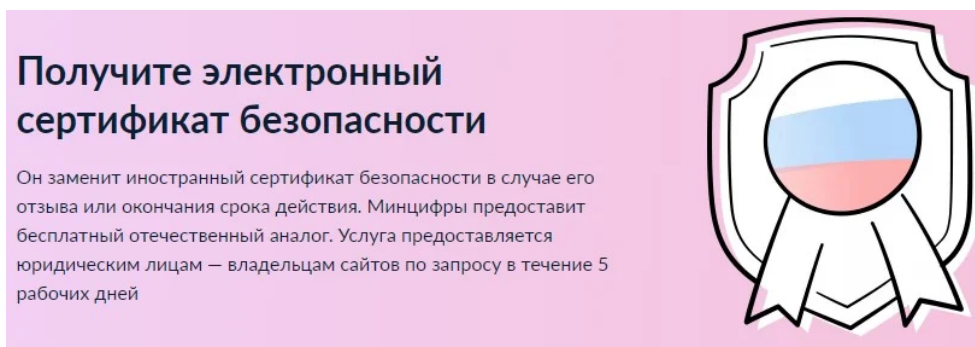 Получите электронный
сертификат безопасности
Он заменит иностранный сертификат безопасности в случае его
отзыва или окончания срока действия. Минцифры предоставит
бесплатный отечественный аналог. Услуга предоставляется
юридическим лицам — владельцам сайтов по запросу в течение 5
рабочих дней